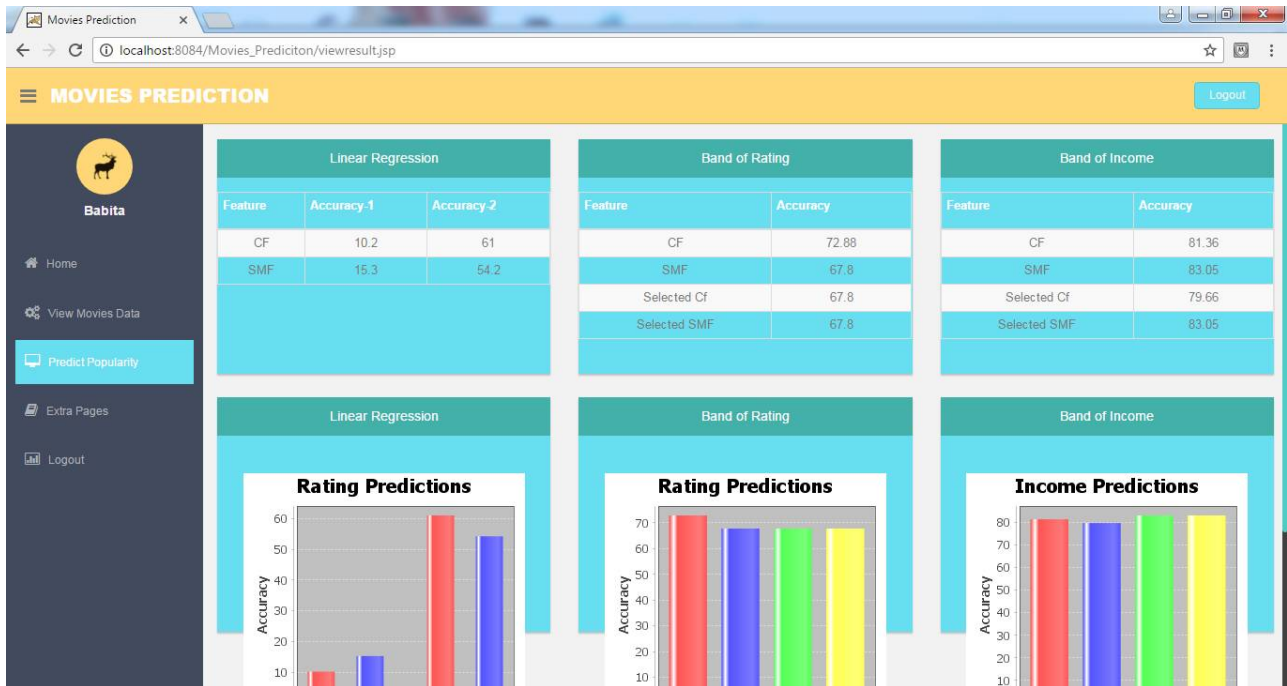 Movies Prediction
localhost:8084/Movies_Prediciton/viewresult.jsp
MOVIES PREDICTION
Logout
Babita
Home
View Movies Data
Predict Popularity
Extra Pages
Logout
Linear Regression
Feature Accuracy-1 Accuracy-2
CF 10.2 61
SMF 15.3 54.2
Band of Rating
Feature Accuracy
CF 72.88
SMF 67.8
Selected Cf 67.8
Selected SMF 67.8
Band of Income
Feature Accuracy
CF 81.36
SMF 83.05
Selected Cf 79.66
Selected SMF 83.05
Linear Regression
Rating Predictions
Accuracy
60
50
40
30
20
10
Band of Rating
Rating Predictions
Accuracy
70
60
50
40
30
20
10
Band of Income
Income Predictions
Accuracy
80
70
60
50
40
30
20
10